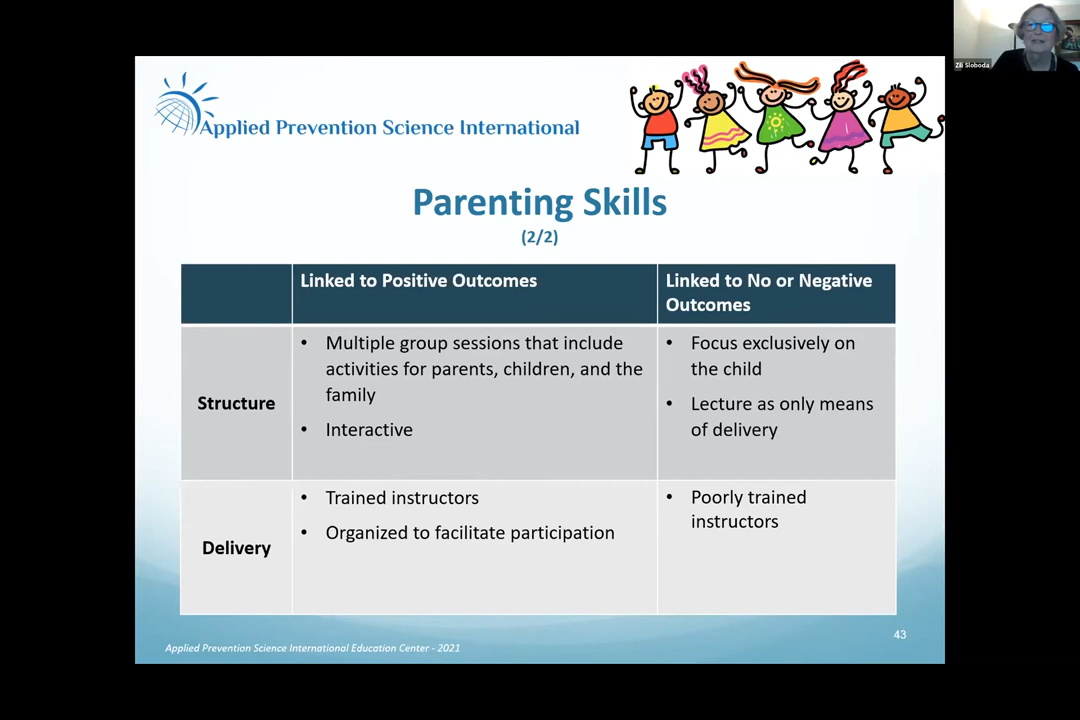 Zili Sloboda
Applied Prevention Science International
Parenting Skills
(2/2)
Linked to Positive Outcomes
Linked to No or Negative
Outcomes
Structure
• Multiple group sessions that include
activities for parents, children, and the
family
• Interactive
• Focus exclusively on
the child
• Lecture as only means
of delivery
Delivery
• Trained instructors
• Organized to facilitate participation
• Poorly trained
instructors
43
Applied Prevention Science International Education Center - 2021